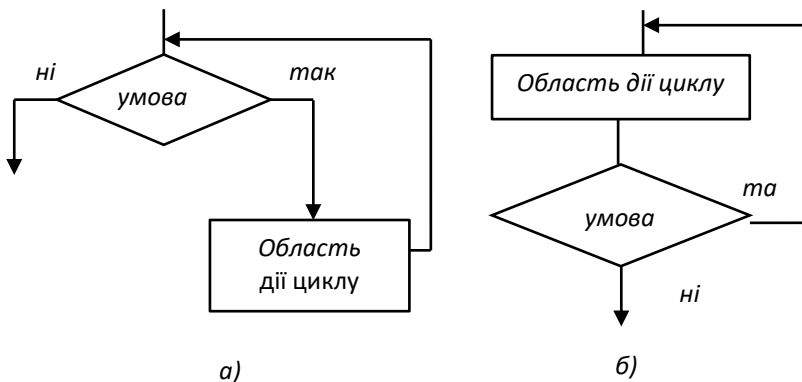 ні
так
умова
Область
дії циклу
а)
Область дії циклу
та
умова
ні
б)